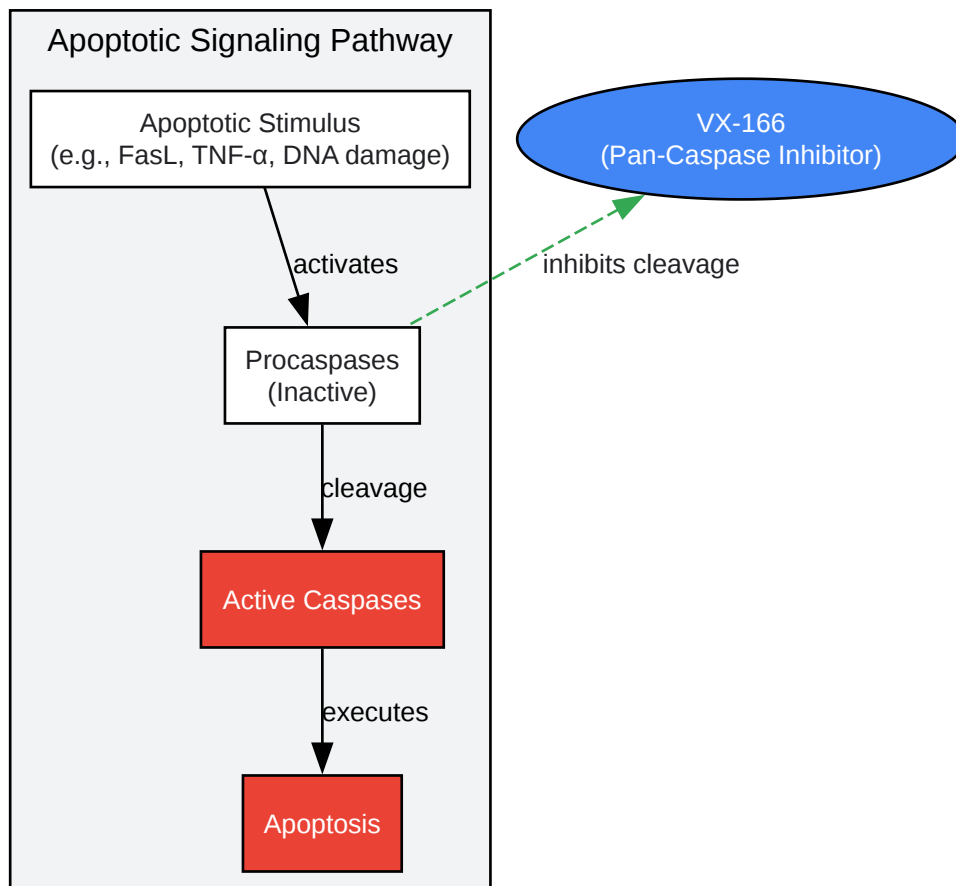 Apoptotic Signaling Pathway
Apoptotic Stimulus
(e.g., FasL, TNF-α, DNA damage)
VX-166
(Pan-Caspase Inhibitor)
activates
inhibits cleavage
Procaspases
(Inactive)
cleavage
Active Caspases
executes
Apoptosis